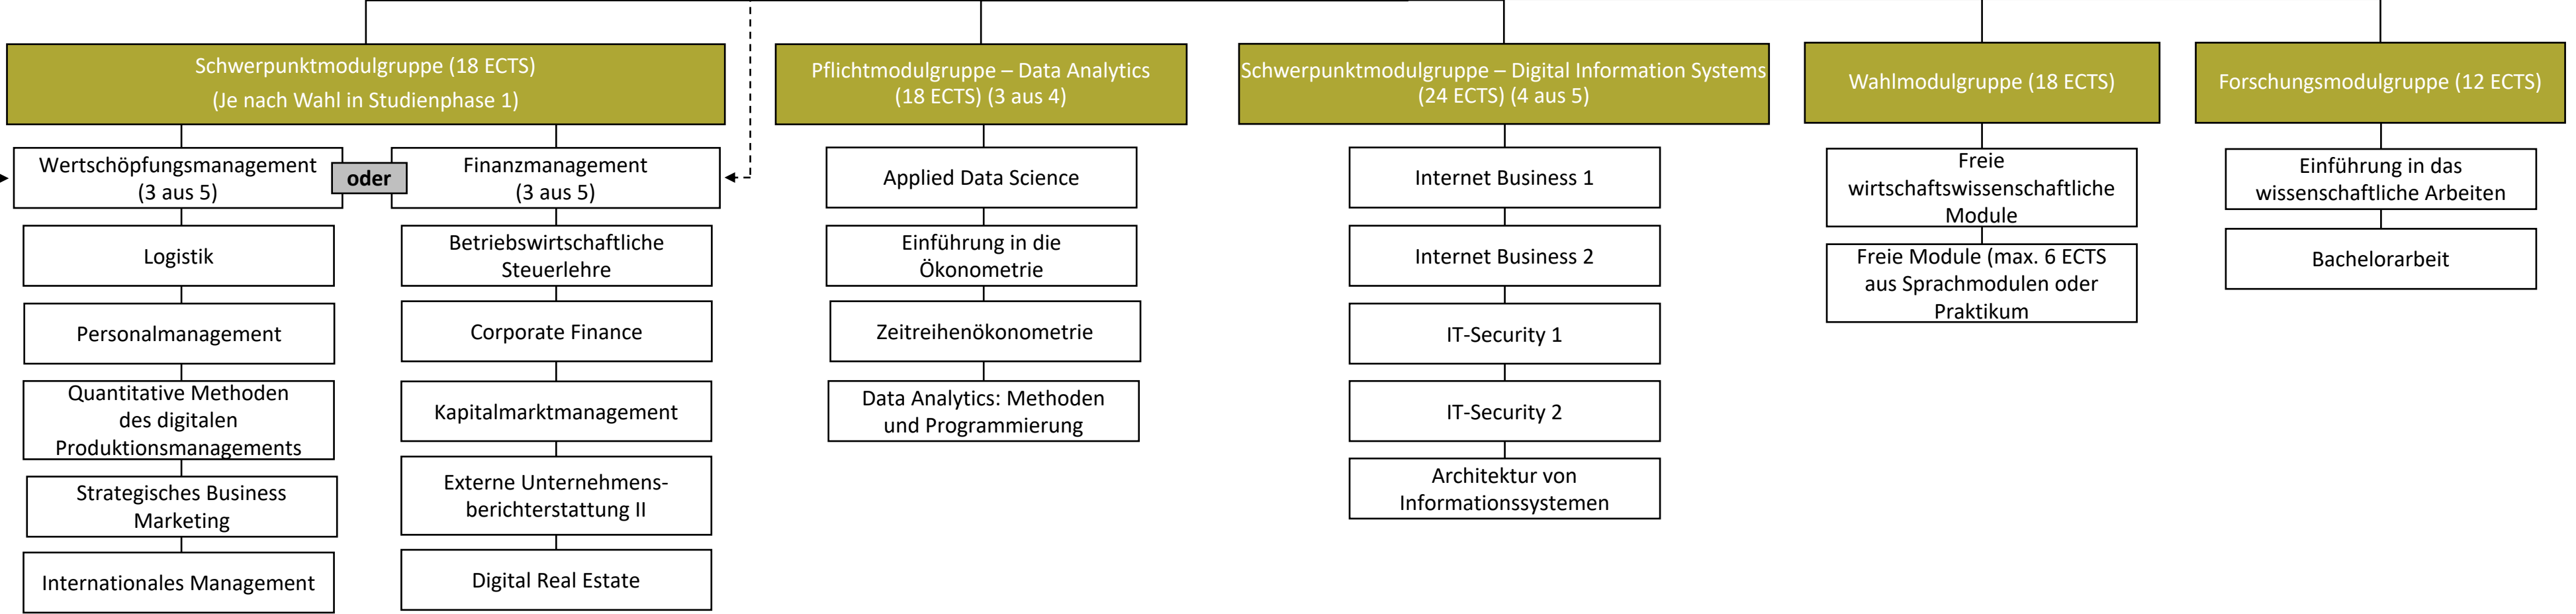 Schwerpunktmodulgruppe (18 ECTS)
(Je nach Wahl in Studienphase 1)
Wertschöpfungsmanagement
(3 aus 5)
oder
Finanzmanagement
(3 aus 5)
Logistik
Personalmanagement
Quantitative Methoden
des digitalen
Produktionsmanagements
Strategisches Business
Marketing
Internationales Management
Betriebswirtschaftliche
Steuerlehre
Corporate Finance
Kapitalmarktmanagement
Externe Unternehmens-
berichterstattung II
Digital Real Estate
Pflichtmodulgruppe – Data Analytics
(18 ECTS) (3 aus 4)
Applied Data Science
Einführung in die
Ökonometrie
Zeitreihenökonometrie
Data Analytics: Methoden
und Programmierung
Schwerpunktmodulgruppe – Digital Information Systems
(24 ECTS) (4 aus 5)
Internet Business 1
Internet Business 2
IT-Security 1
IT-Security 2
Architektur von
Informationssystemen
Wahlmodulgruppe (18 ECTS)
Freie
wirtschaftswissenschaftliche
Module
Freie Module (max. 6 ECTS
aus Sprachmodulen oder
Praktikum
Forschungsmodulgruppe (12 ECTS)
Einführung in das
wissenschaftliche Arbeiten
Bachelorarbeit